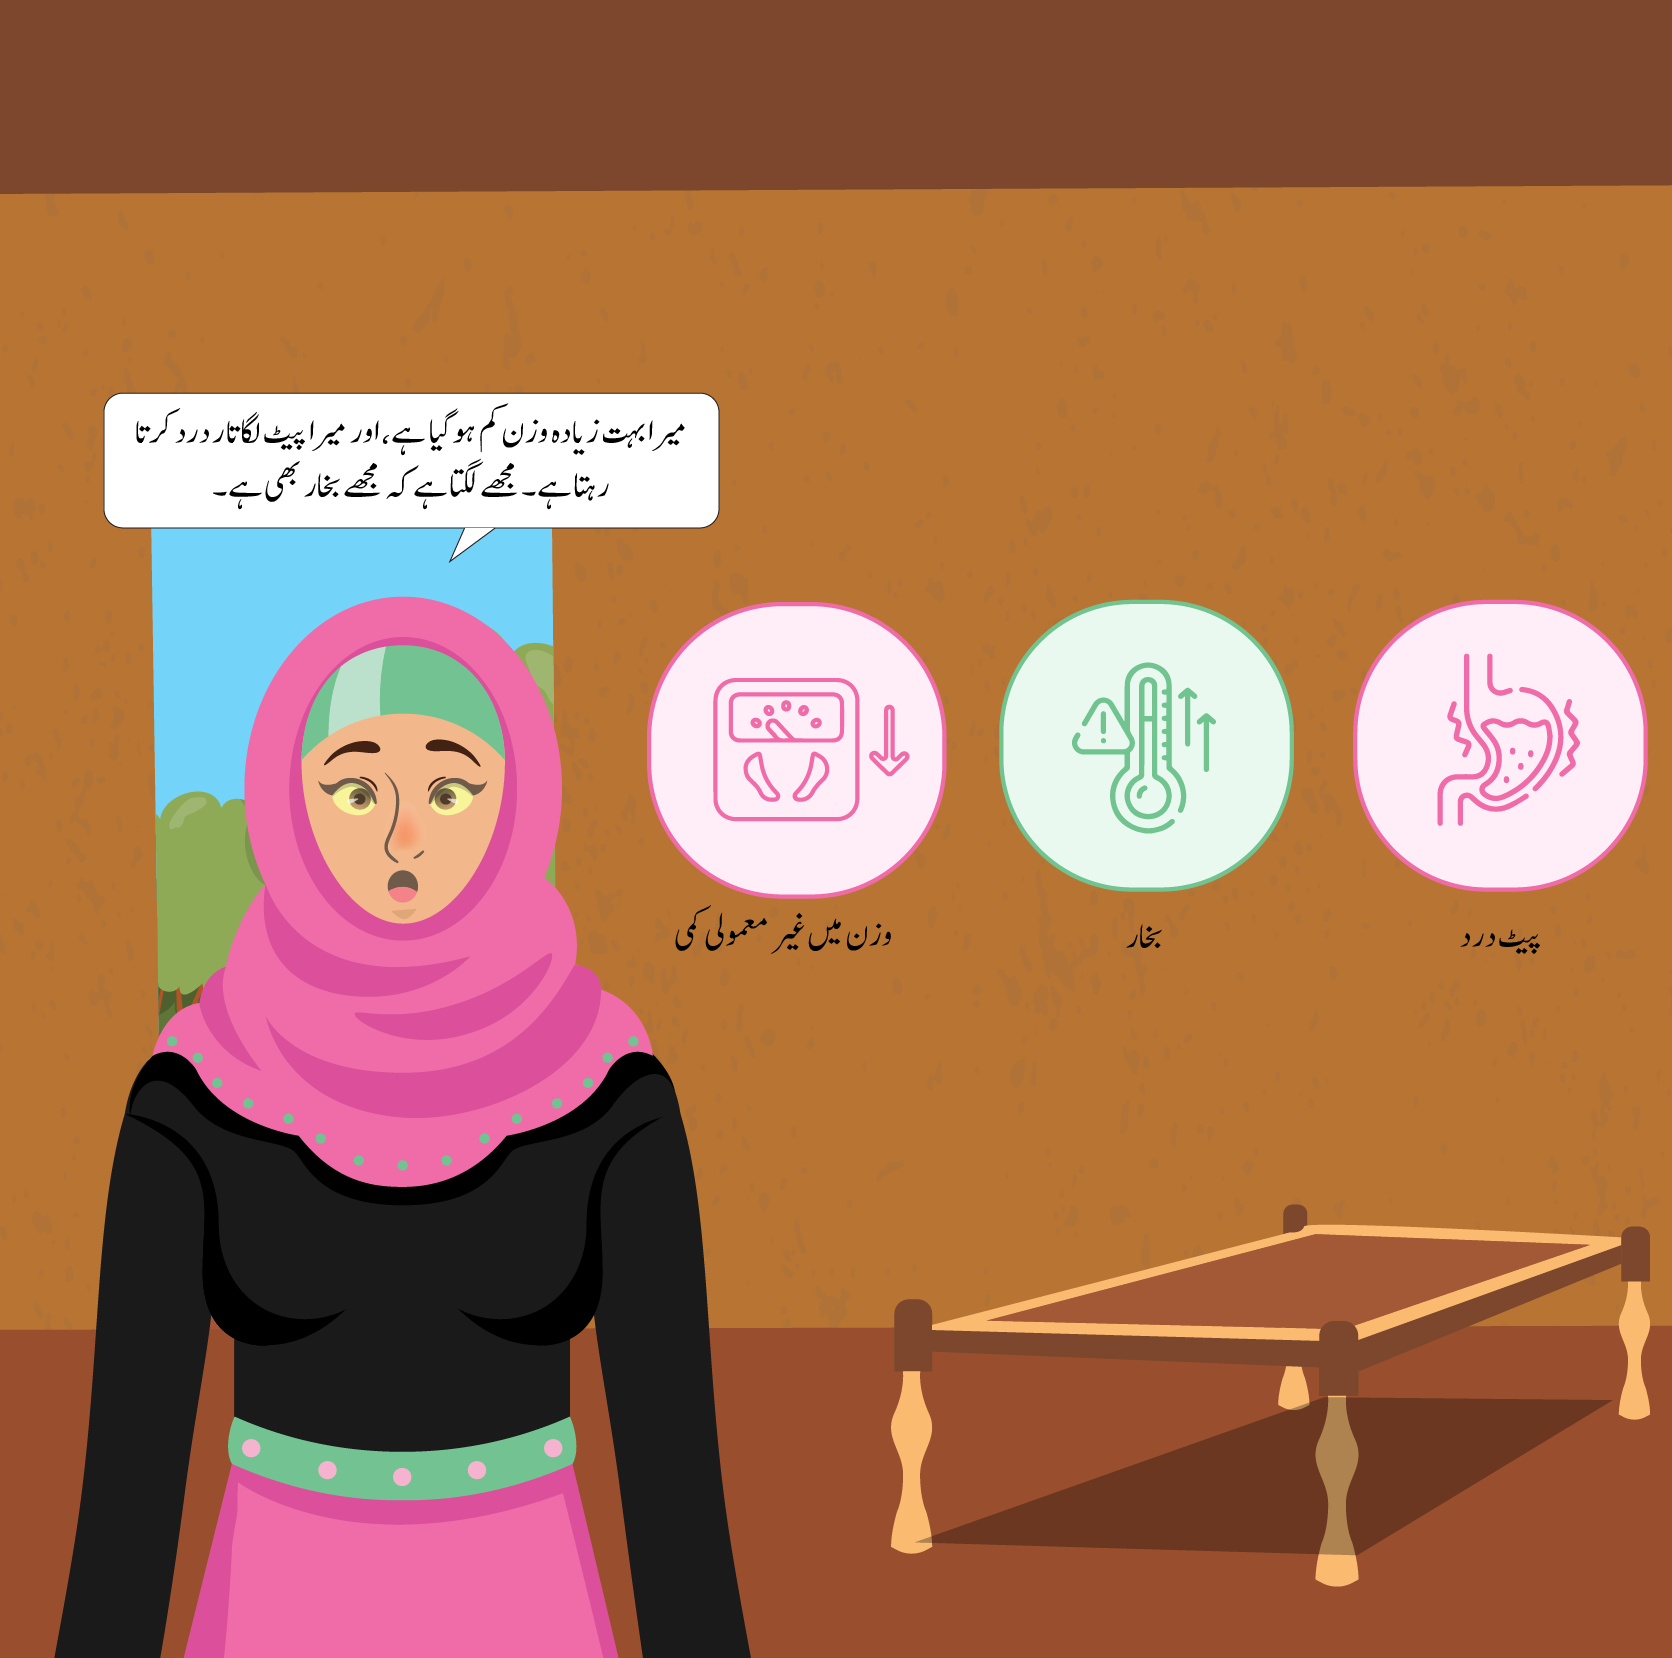 میرا بہت زیادہ وزن کم ہو گیا ہے، اور میرا پیٹ لگاتار درد کرتا
رہتا ہے۔ مجھے لگتا ہے کہ مجھے بخار بھی ہے۔
پیٹ درد
بخار
وزن میں غیر معمولی کمی